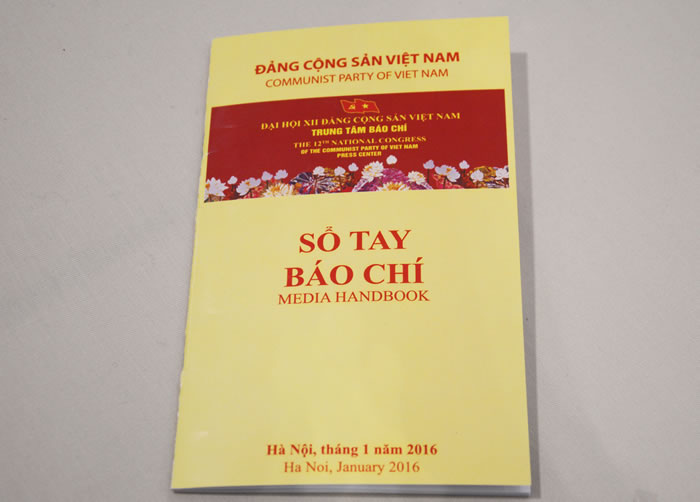 ĐẢNG CỘNG SẢN VIỆT NAM
COMMUNIST PARTY OF VIET NAM
ĐẠI HỘI XII ĐẢNG CỘNG SẢN VIỆT NAM
TRUNG TÂM BÁO CHÍ
THE 12TH NATIONAL CONGRESS
OF THE COMMUNIST PARTY OF VIET NAM
PRESS CENTER
SỔ TAY
BÁO CHÍ
MEDIA HANDBOOK
Hà Nội, tháng 1 năm 2016
Ha Noi, January 2016